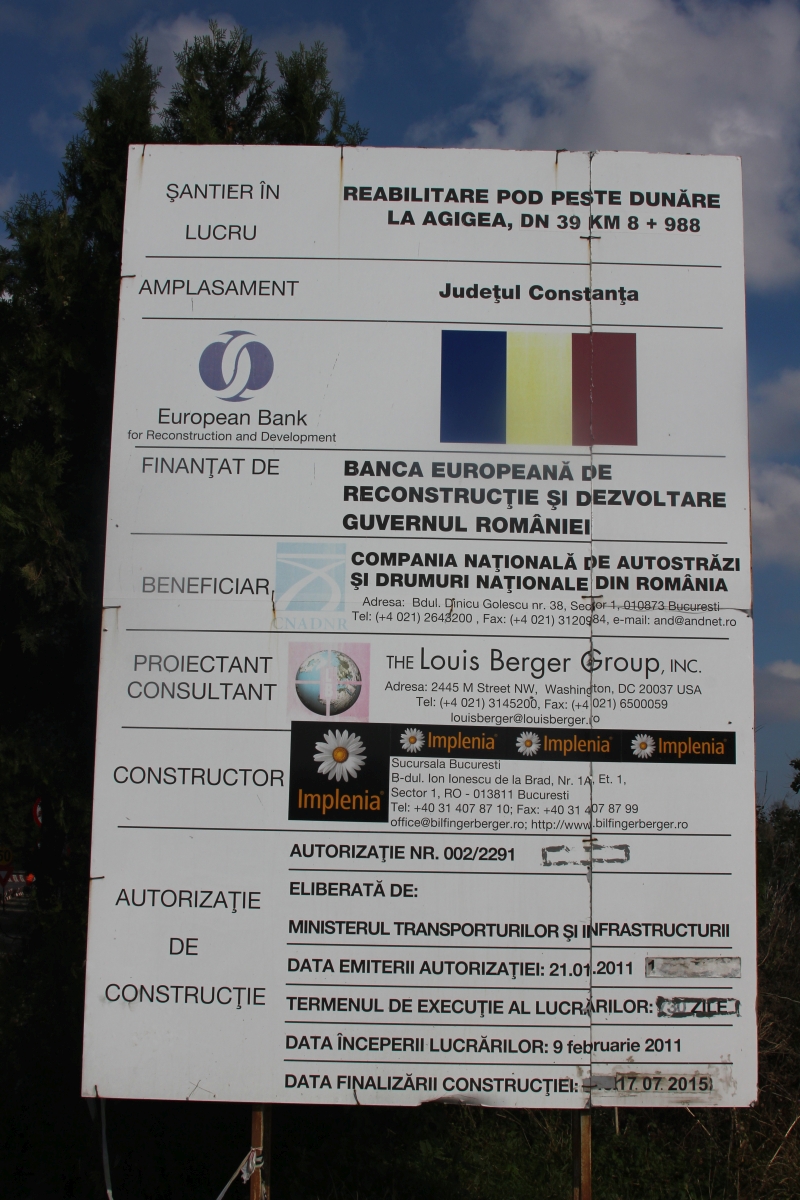 ŞANTIER ÎN
LUCRU
REABILITARE POD PESTE DUNĂRE
LA AGIGEA, DN 39 KM 8 + 988
AMPLASAMENT
Judeţul Constanţa
European Bank
for Reconstruction and Development
FINANŢAT DE
BANCA EUROPEANĂ DE
RECONSTRUCŢIE ŞI DEZVOLTARE
GUVERNUL ROMÂNIEI
BENEFICIAR
CNADNR
COMPANIA NAŢIONALĂ DE AUTOSTRĂZI
ŞI DRUMURI NAŢIONALE DIN ROMÂNIA
Adresa: Bdul. Dinicu Golescu nr. 38, Sector 1, 010873 Bucuresti
Tel: (+4 021) 2643200 , Fax: (+4 021) 3120984, e-mail: and@andnet.ro
PROIECTANT
CONSULTANT
THE Louis Berger Group, INC.
Adresa: 2445 M Street NW, Washington, DC 20037 USA
Tel: (+4 021) 3145200, Fax: (+4 021) 6500059
louisberger@louisberger.ro
CONSTRUCTOR
Implenia
Implenia Implenia Implenia
Sucursala Bucuresti
B-dul. Ion Ionescu de la Brad, Nr. 1A, Et. 1,
Sector 1, RO - 013811 Bucuresti
Tel: +40 31 407 87 10; Fax: +40 31 407 87 99
office@bilfingerberger.ro; http://www.bilfingerberger.ro
AUTORIZAŢIE
DE
CONSTRUCŢIE
AUTORIZAŢIE NR. 002/2291
ELIBERATĂ DE:
MINISTERUL TRANSPORTURILOR ŞI INFRASTRUCTURII
DATA EMITERII AUTORIZAŢIEI: 21.01.2011
TERMENUL DE EXECUŢIE AL LUCRĂRILOR: ZILE
DATA ÎNCEPERII LUCRĂRILOR: 9 februarie 2011
DATA FINALIZĂRII CONSTRUCŢIEI: 17.07.2015